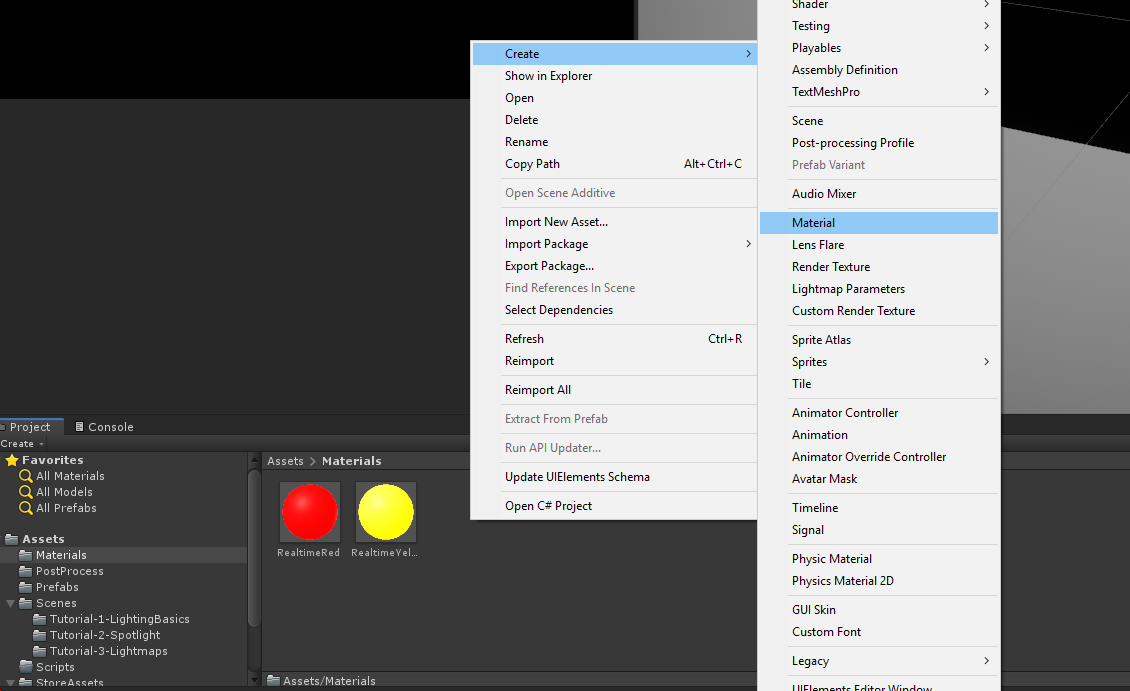 Create
Show in Explorer
Open
Delete
Rename
Copy Path Alt+Ctrl+C
Open Scene Additive
Import New Asset...
Import Package
Export Package...
Find References In Scene
Select Dependencies
Refresh Ctrl+R
Reimport
Reimport All
Extract From Prefab
Run API Updater...
Update UIElements Schema
Open C# Project
Shader
Testing
Playables
Assembly Definition
TextMeshPro
Scene
Post-processing Profile
Prefab Variant
Audio Mixer
Material
Lens Flare
Render Texture
Lightmap Parameters
Custom Render Texture
Sprite Atlas
Sprites
Tile
Animator Controller
Animation
Animator Override Controller
Avatar Mask
Timeline
Signal
Physic Material
Physics Material 2D
GUI Skin
Custom Font
Legacy
UIElements Editor Window
Project Console
Create
Favorites
All Materials
All Models
All Prefabs
Assets
Materials
PostProcess
Prefabs
Scenes
Tutorial-1-LightingBasics
Tutorial-2-Spotlight
Tutorial-3-Lightmaps
Scripts
StoreAssets
Assets > Materials
RealtimeRed RealtimeYel...
Assets/Materials